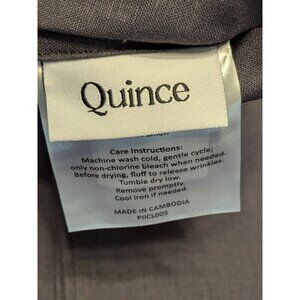 Quince
Care Instructions:
Machine wash cold, gentle cycle;
only non-chlorine bleach when needed.
Before drying, fluff to release wrinkles.
Tumble dry low.
Remove promptly.
Cool iron if needed.
MADE IN CAMBODIA
PIICL005